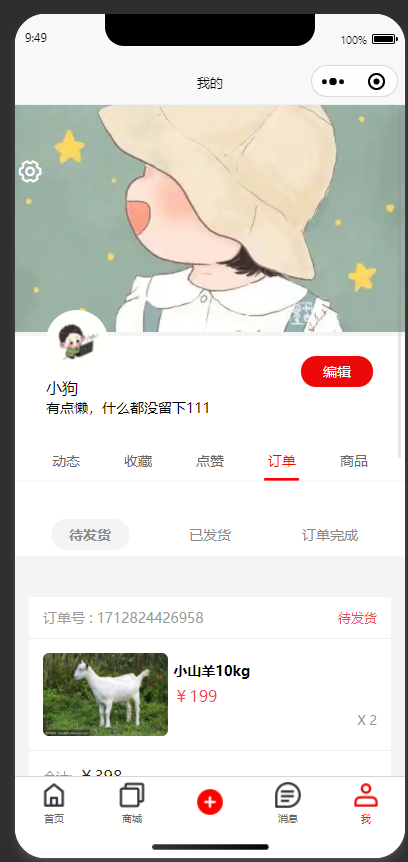 9:49
100%
我的
小狗
有点懒，什么都没留下111
编辑
动态 收藏 点赞 订单 商品
待发货 已发货 订单完成
订单号 : 1712824426958 待发货
小山羊10kg
￥199
X 2
￥398
首页 商城 消息 我